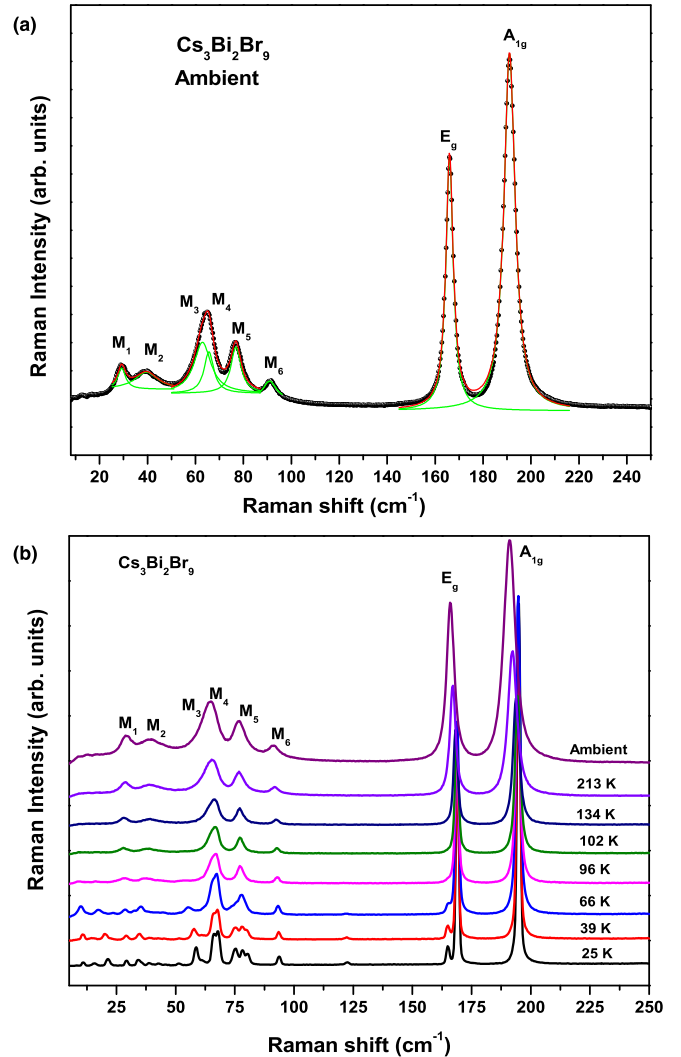 (a)
Cs₃Bi₂Br₉
Ambient
A₁g
Eg
M₁ M₂ M₃ M₄ M₅ M₆
Raman Intensity (arb. units)
20 40 60 80 100 120 140 160 180 200 220 240
Raman shift (cm⁻¹)
(b)
Cs₃Bi₂Br₉
Eg
A₁g
M₁ M₂ M₃ M₄ M₅ M₆
Ambient
213 K
134 K
102 K
96 K
66 K
39 K
25 K
Raman Intensity (arb. units)
25 50 75 100 125 150 175 200 225 250
Raman shift (cm⁻¹)